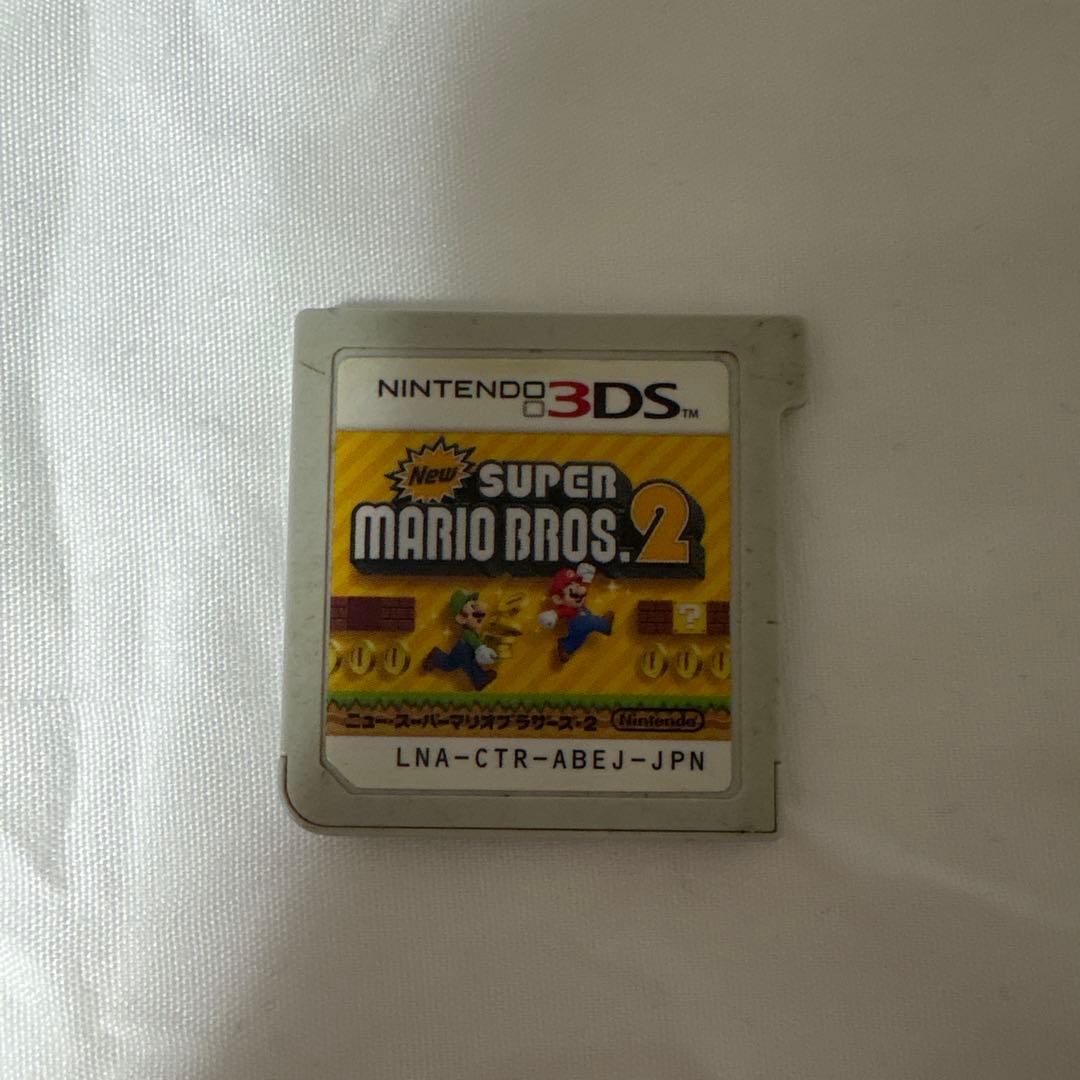 NINTENDO 3DS™
New SUPER
MARIO BROS. 2
?
ニュー・スーパーマリオブラザーズ・2 Nintendo
LNA-CTR-ABEJ-JPN